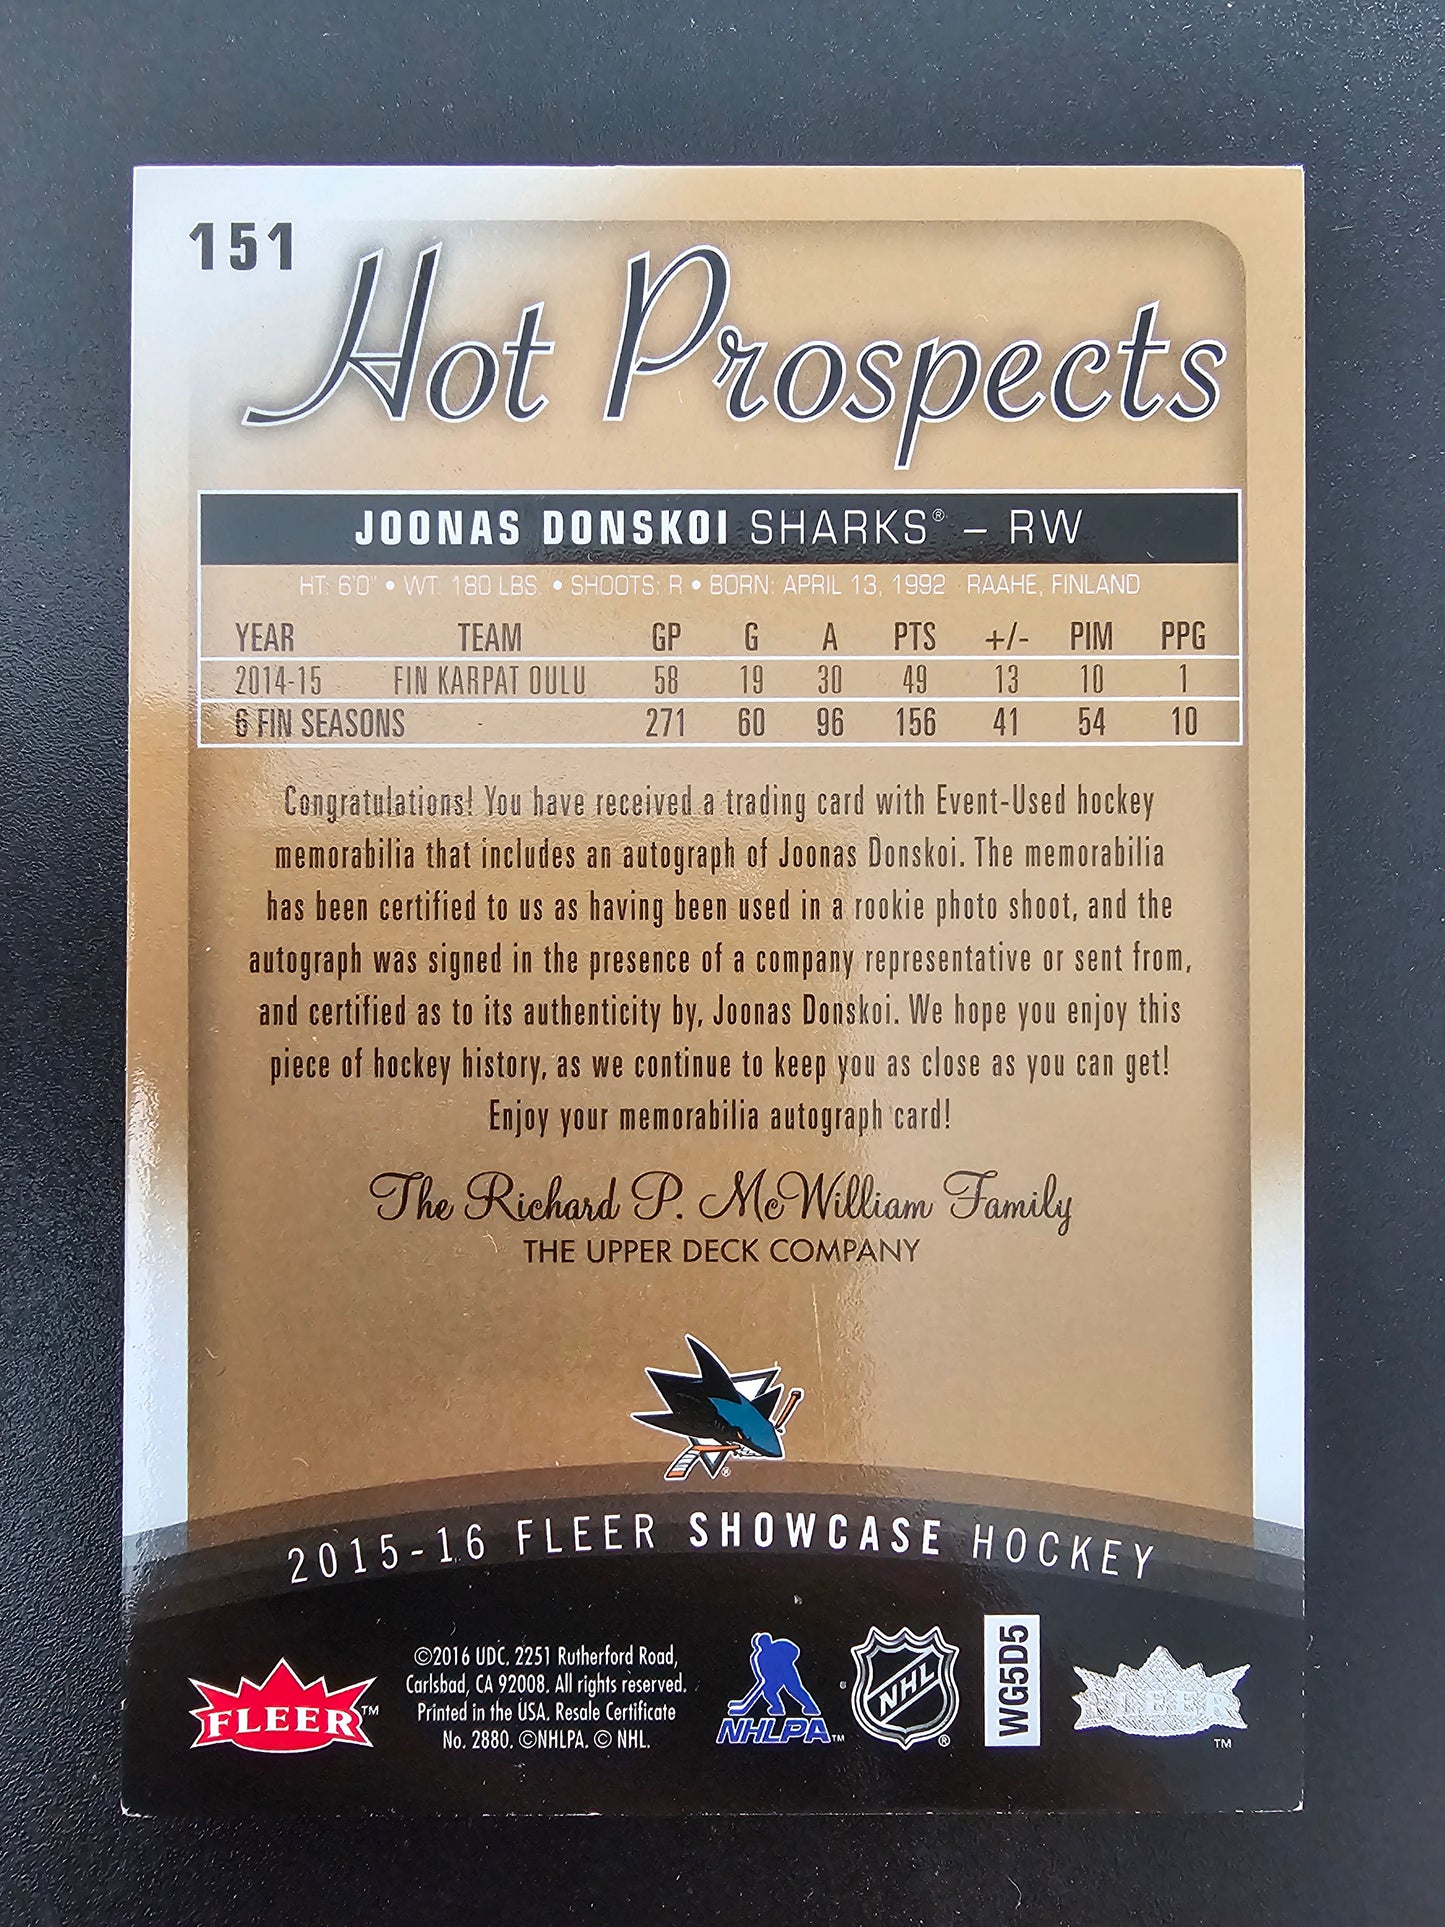 151
Hot Prospects
JOONAS DONSKOI SHARKS® – RW
HT: 6'0" • WT: 180 LBS. • SHOOTS: R • BORN: APRIL 13, 1992 RAAHE, FINLAND
YEAR TEAM GP G A PTS +/- PIM PPG
2014-15 FIN KARPAT OULU 58 19 30 49 13 10 1
6 FIN SEASONS 271 60 96 156 41 54 10
Congratulations! You have received a trading card with Event-Used hockey
memorabilia that includes an autograph of Joonas Donskoi. The memorabilia
has been certified to us as having been used in a rookie photo shoot, and the
autograph was signed in the presence of a company representative or sent from,
and certified as to its authenticity by, Joonas Donskoi. We hope you enjoy this
piece of hockey history, as we continue to keep you as close as you can get!
Enjoy your memorabilia autograph card!
The Richard P. McWilliam Family
THE UPPER DECK COMPANY
®
2015-16 FLEER SHOWCASE HOCKEY
FLEER™
©2016 UDC, 2251 Rutherford Road,
Carlsbad, CA 92008. All rights reserved.
Printed in the USA. Resale Certificate
No. 2880. ©NHLPA. © NHL.
NHLPA™
NHL®
WG5D5
FLEER™